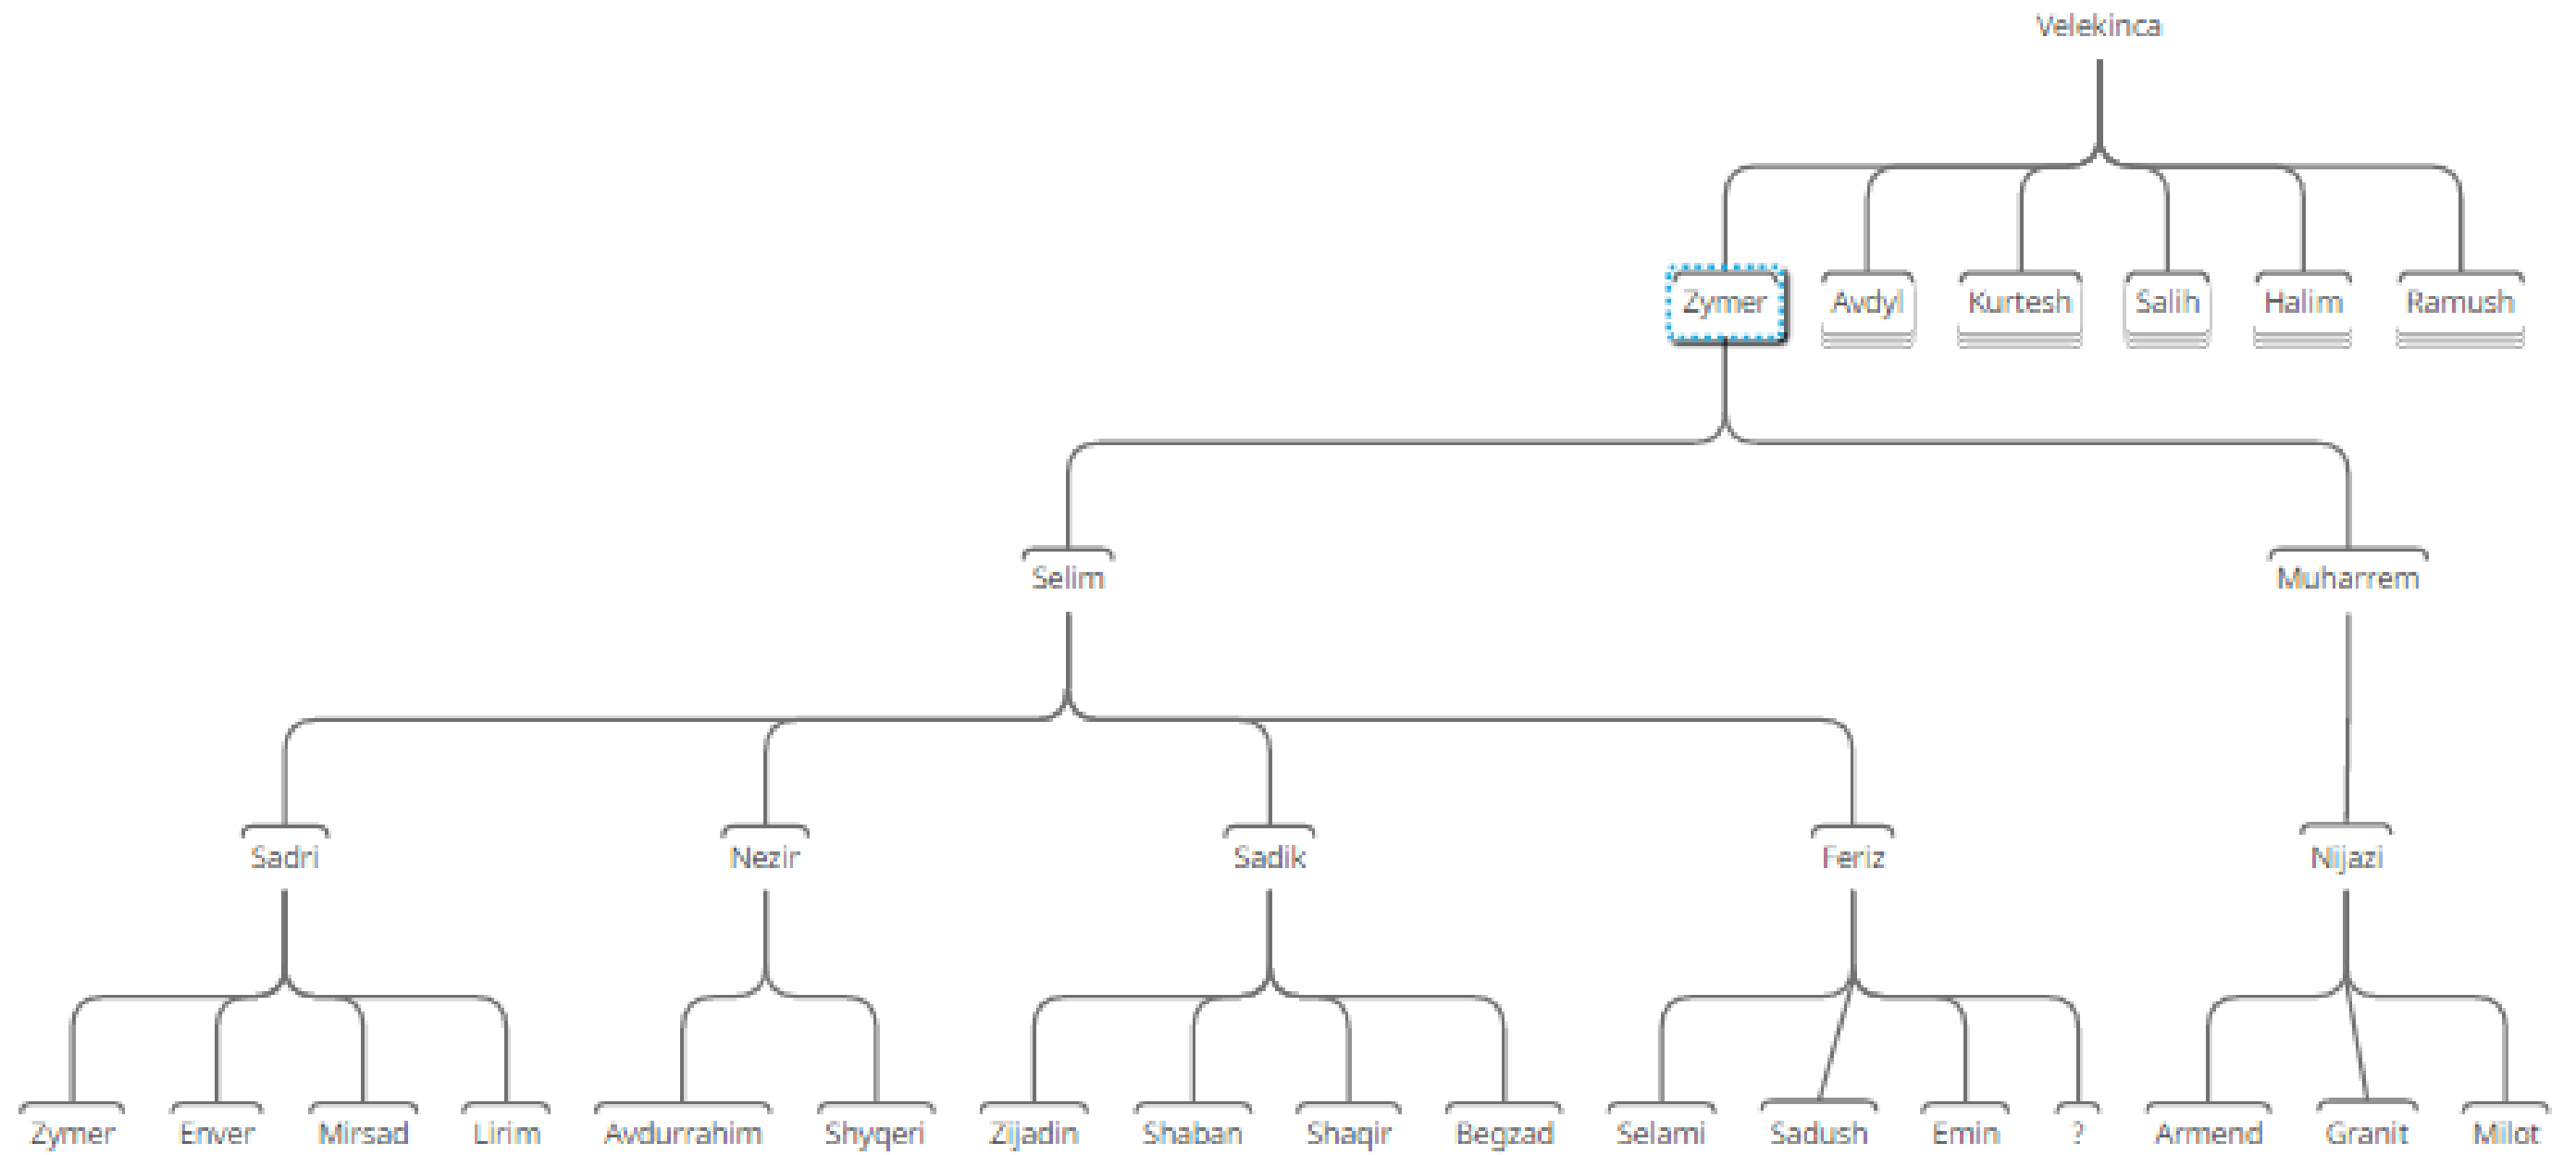 Velekinca
Zymer Avdyl Kurtesh Salih Halim Ramush
Selim Muharrem
Sadri Nezir Sadik Feriz Nijazi
Zymer Enver Mirsad Lirim Avdurrahim Shyqeri Zijadin Shaban Shaqir Begzad Selami Sadush Emin ? Armend Granit Milot